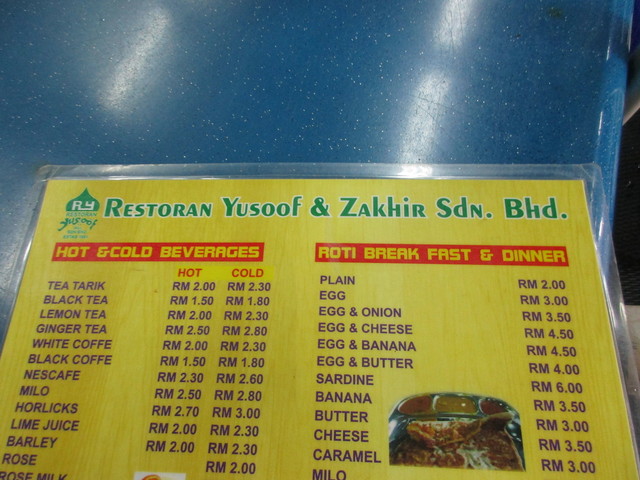 RY
RESTORAN
Yusoof
RESTORAN YUSOOF & ZAKHIR SDN. BHD.
HOT &COLD BEVERAGES
HOT COLD
TEA TARIK RM 2.00 RM 2.30
BLACK TEA RM 1.50 RM 1.80
LEMON TEA RM 2.00 RM 2.30
GINGER TEA RM 2.50 RM 2.80
WHITE COFFE RM 2.00 RM 2.30
BLACK COFFE RM 1.50 RM 1.80
NESCAFE RM 2.30 RM 2.60
MILO RM 2.50 RM 2.80
HORLICKS RM 2.70 RM 3.00
LIME JUICE RM 2.00 RM 2.30
BARLEY RM 2.00 RM 2.30
ROSE RM 2.00
ROSE MILK
ROTI BREAK FAST & DINNER
PLAIN RM 2.00
EGG RM 3.00
EGG & ONION RM 3.50
EGG & CHEESE RM 4.50
EGG & BANANA RM 4.50
EGG & BUTTER RM 4.00
SARDINE RM 6.00
BANANA RM 3.50
BUTTER RM 3.00
CHEESE RM 3.50
CARAMEL RM 3.00
MILO